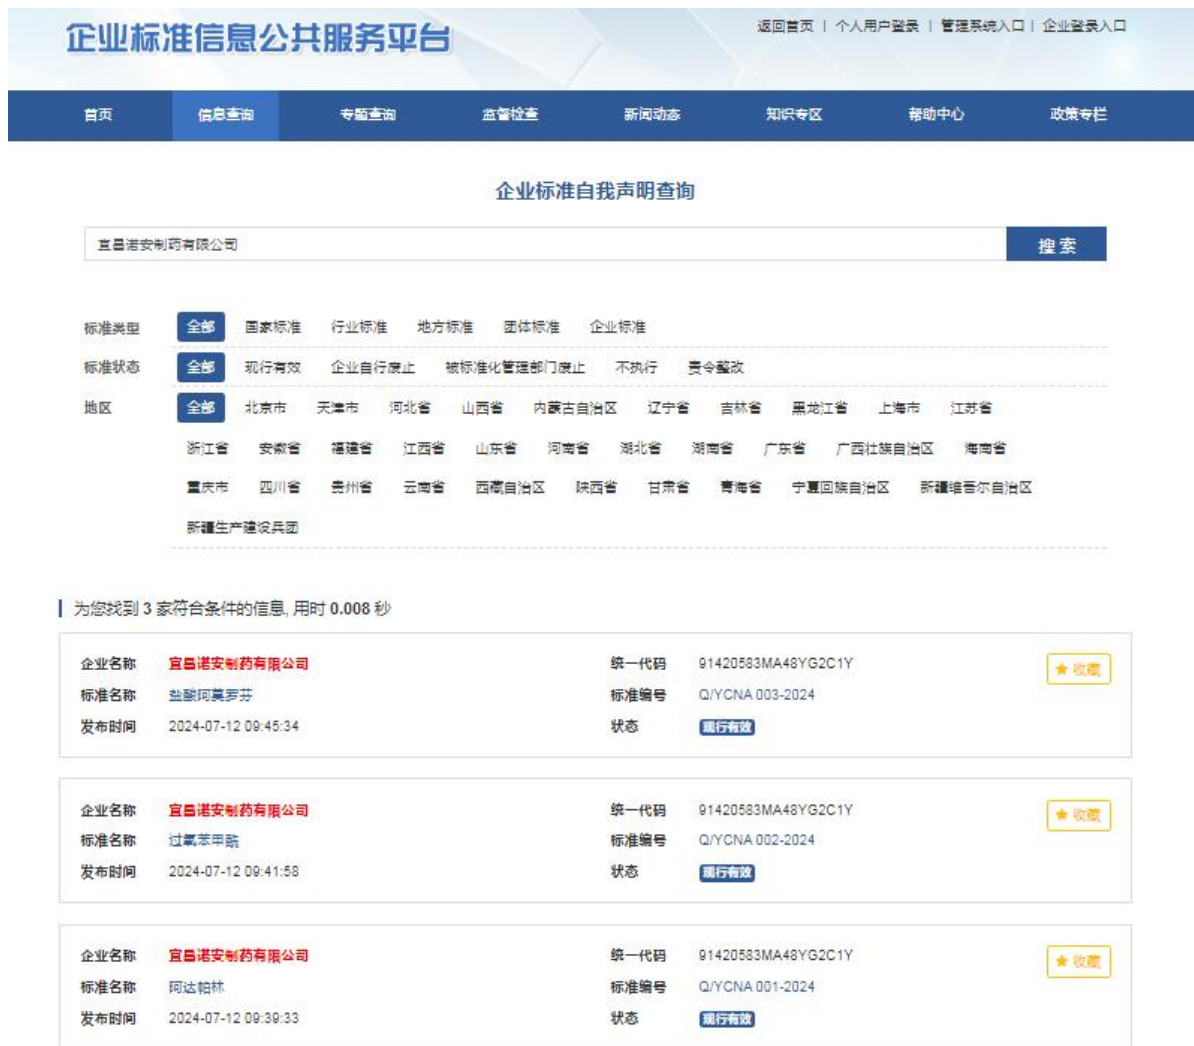 企业标准信息公共服务平台
返回首页 | 个人用户登录 | 管理系统入口 | 企业登录入口
首页 信息查询 专题查询 监督检查 新闻动态 知识专区 帮助中心 政策专栏
企业标准自我声明查询
宜昌诺安制药有限公司 搜索
标准类型 全部 国家标准 行业标准 地方标准 团体标准 企业标准
标准状态 全部 现行有效 企业自行废止 被标准化管理部门废止 不执行 责令整改
地区 全部 北京市 天津市 河北省 山西省 内蒙古自治区 辽宁省 吉林省 黑龙江省 上海市 江苏省
浙江省 安徽省 福建省 江西省 山东省 河南省 湖北省 湖南省 广东省 广西壮族自治区 海南省
重庆市 四川省 贵州省 云南省 西藏自治区 陕西省 甘肃省 青海省 宁夏回族自治区 新疆维吾尔自治区
新疆生产建设兵团
为您找到 3 家符合条件的信息, 用时 0.008 秒
企业名称 宜昌诺安制药有限公司 统一代码 91420583MA48YG2C1Y ★ 收藏
标准名称 盐酸阿莫罗芬 标准编号 Q/YCNA 003-2024
发布时间 2024-07-12 09:45:34 状态 现行有效
企业名称 宜昌诺安制药有限公司 统一代码 91420583MA48YG2C1Y ★ 收藏
标准名称 过氧苯甲酰 标准编号 Q/YCNA 002-2024
发布时间 2024-07-12 09:41:58 状态 现行有效
企业名称 宜昌诺安制药有限公司 统一代码 91420583MA48YG2C1Y ★ 收藏
标准名称 阿达帕林 标准编号 Q/YCNA 001-2024
发布时间 2024-07-12 09:39:33 状态 现行有效